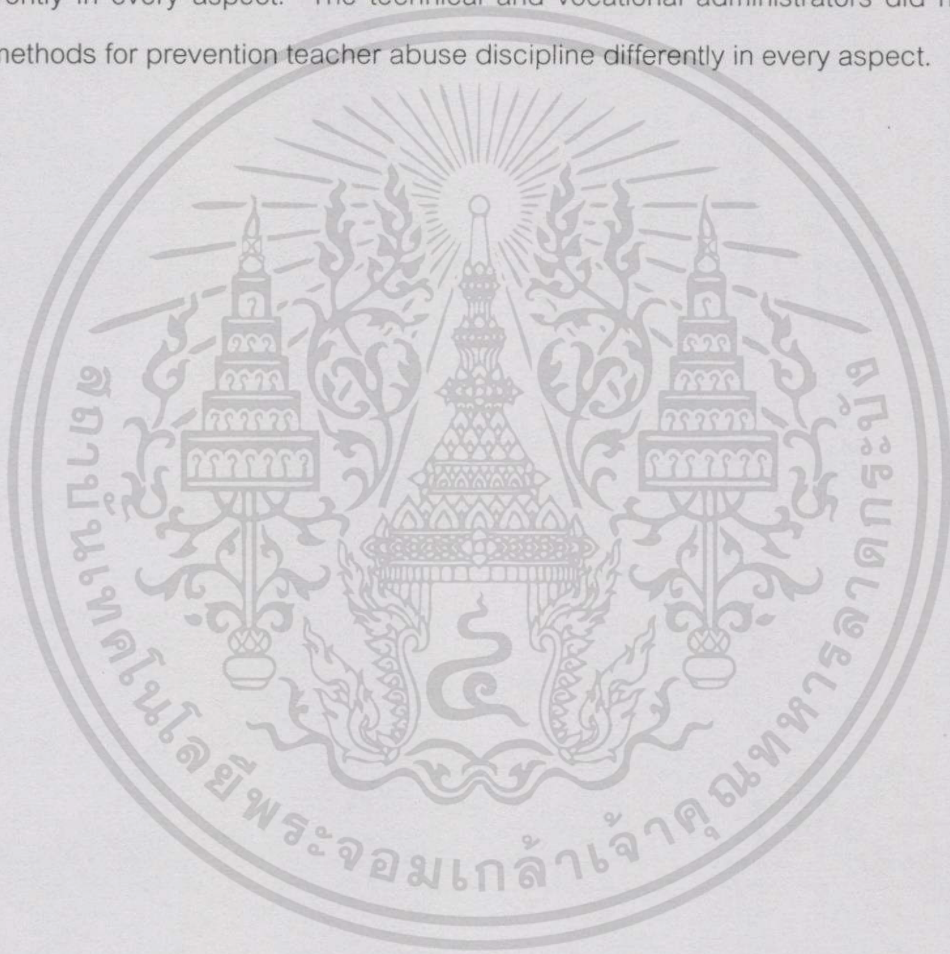 ently in every aspect. The technical and vocational administrators did
methods for prevention teacher abuse discipline differently in every aspect.
สถาบันเทคโนโลยีพระจอมเกล้าเจ้าคุณทหารลาดกระบัง
๔